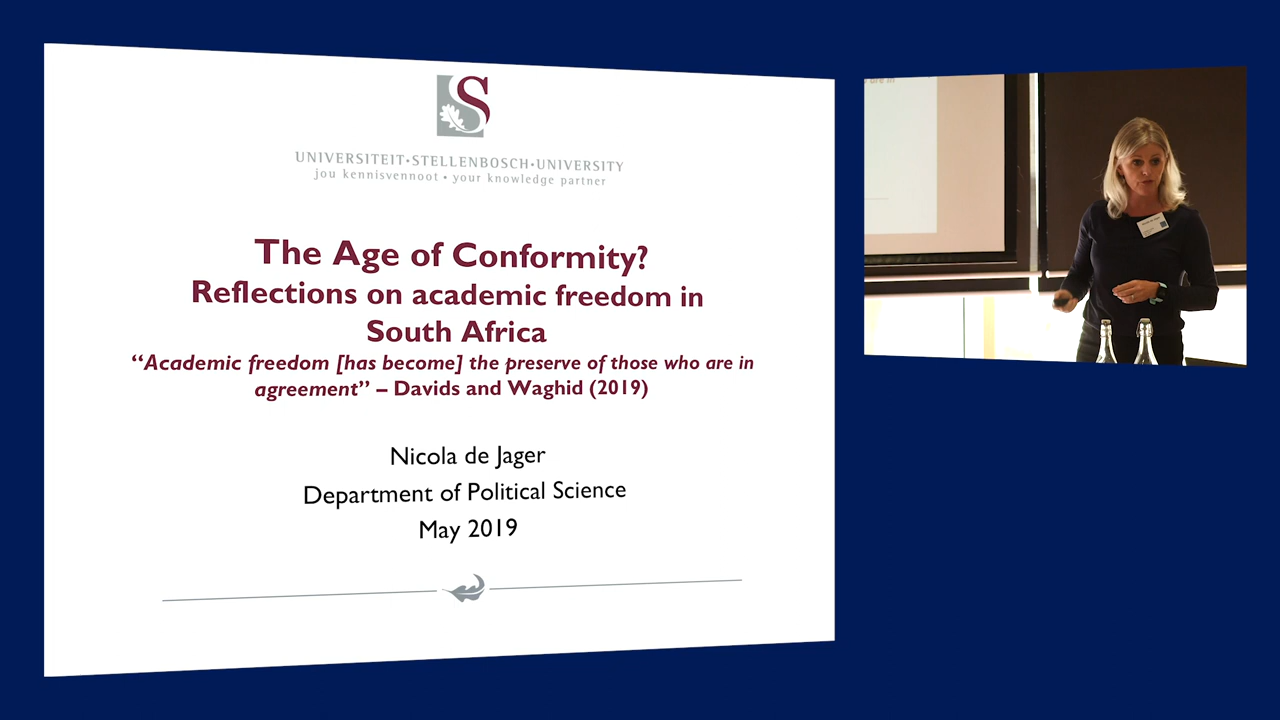 S
UNIVERSITEIT•STELLENBOSCH•UNIVERSITY
jou kennisvennoot • your knowledge partner
The Age of Conformity?
Reflections on academic freedom in
South Africa
“Academic freedom [has become] the preserve of those who are in
agreement” – Davids and Waghid (2019)
Nicola de Jager
Department of Political Science
May 2019
are in